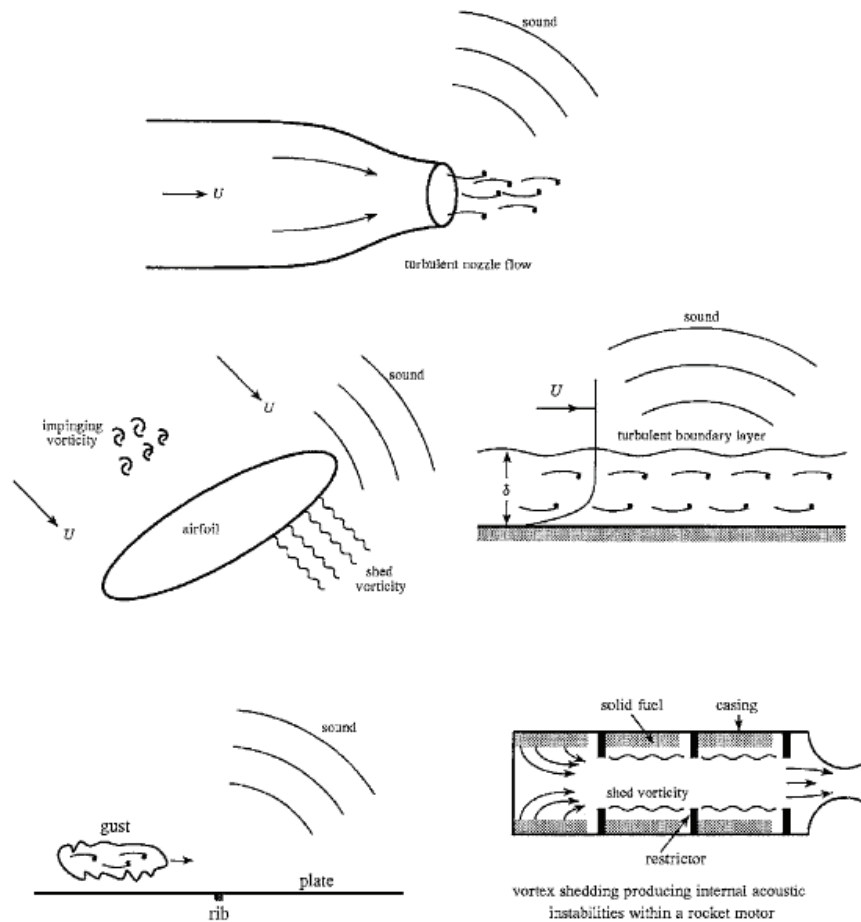 sound
U
turbulent nozzle flow
sound
U
impinging
vorticity
airfoil
U
shed
vorticity
sound
U
turbulent boundary layer
δ
sound
gust
plate
rib
solid fuel
casing
shed vorticity
restrictor
vortex shedding producing internal acoustic
instabilities within a rocket motor